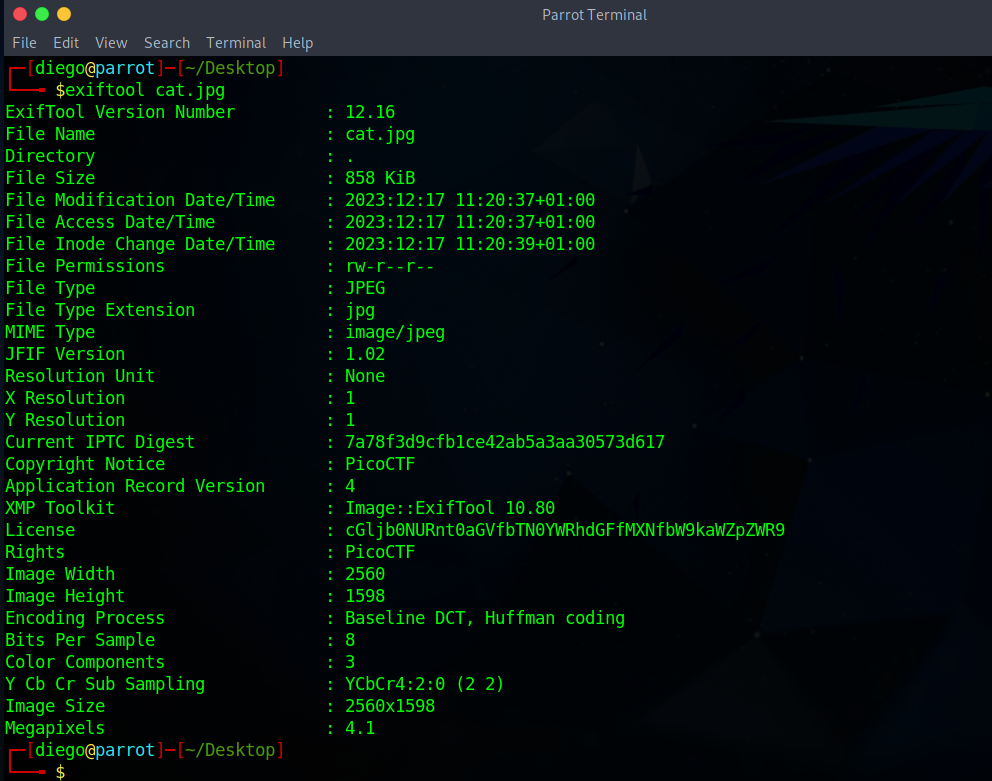 Parrot Terminal
File Edit View Search Terminal Help
[diego@parrot]─[~/Desktop]
$exiftool cat.jpg
ExifTool Version Number : 12.16
File Name : cat.jpg
Directory : .
File Size : 858 KiB
File Modification Date/Time : 2023:12:17 11:20:37+01:00
File Access Date/Time : 2023:12:17 11:20:37+01:00
File Inode Change Date/Time : 2023:12:17 11:20:39+01:00
File Permissions : rw-r--r--
File Type : JPEG
File Type Extension : jpg
MIME Type : image/jpeg
JFIF Version : 1.02
Resolution Unit : None
X Resolution : 1
Y Resolution : 1
Current IPTC Digest : 7a78f3d9cfb1ce42ab5a3aa30573d617
Copyright Notice : PicoCTF
Application Record Version : 4
XMP Toolkit : Image::ExifTool 10.80
License : cGljb0NURnt0aGVfbTN0YWRhdGFfMXNfbW9kaWZpZWR9
Rights : PicoCTF
Image Width : 2560
Image Height : 1598
Encoding Process : Baseline DCT, Huffman coding
Bits Per Sample : 8
Color Components : 3
Y Cb Cr Sub Sampling : YCbCr4:2:0 (2 2)
Image Size : 2560x1598
Megapixels : 4.1
[diego@parrot]─[~/Desktop]
$